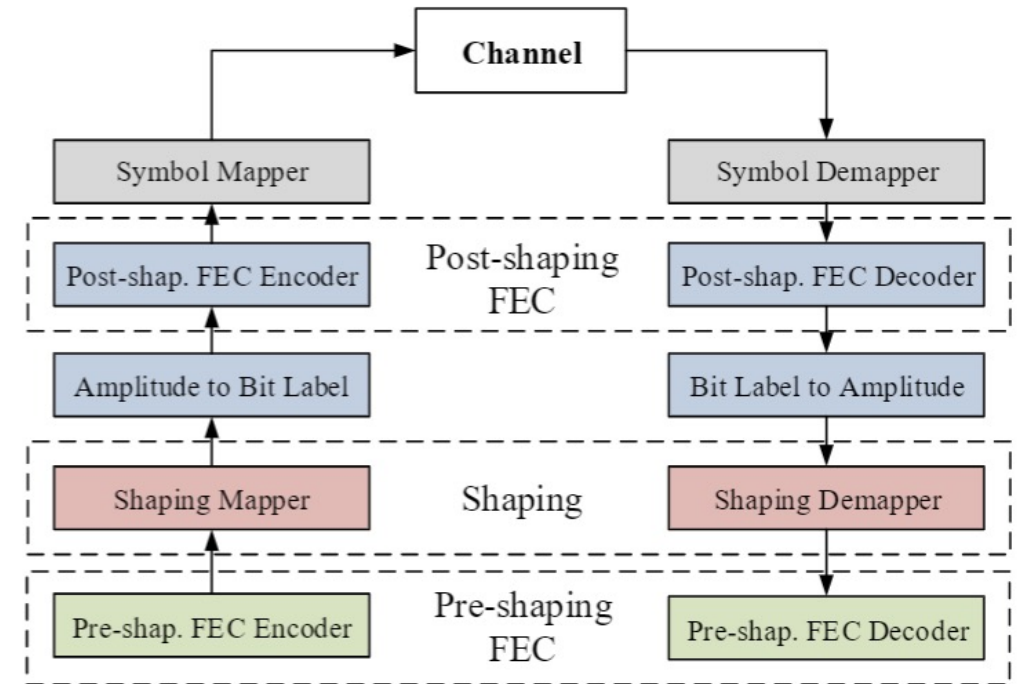 Channel
Symbol Mapper
Symbol Demapper
Post-shap. FEC Encoder
Post-shaping
FEC
Post-shap. FEC Decoder
Amplitude to Bit Label
Bit Label to Amplitude
Shaping Mapper
Shaping
Shaping Demapper
Pre-shap. FEC Encoder
Pre-shaping
FEC
Pre-shap. FEC Decoder